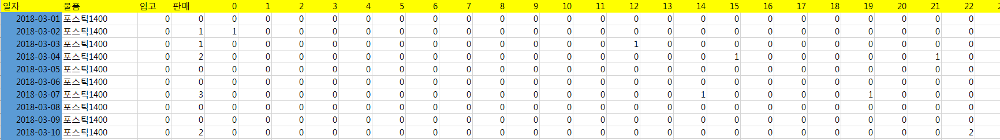 일자 물품 입고 판매 0 1 2 3 4 5 6 7 8 9 10 11 12 13 14 15 16 17 18 19 20 21 22
2018-03-01 포스틱1400 0 0 0 0 0 0 0 0 0 0 0 0 0 0 0 0 0 0 0 0 0 0 0 0 0
2018-03-02 포스틱1400 0 1 1 0 0 0 0 0 0 0 0 0 0 0 0 0 0 0 0 0 0 0 0 0 0
2018-03-03 포스틱1400 0 1 0 0 0 0 0 0 0 0 0 0 0 0 1 0 0 0 0 0 0 0 0 0 0
2018-03-04 포스틱1400 0 2 0 0 0 0 0 0 0 0 0 0 0 0 0 0 0 1 0 0 0 0 0 1 0
2018-03-05 포스틱1400 0 0 0 0 0 0 0 0 0 0 0 0 0 0 0 0 0 0 0 0 0 0 0 0 0
2018-03-06 포스틱1400 0 0 0 0 0 0 0 0 0 0 0 0 0 0 0 0 0 0 0 0 0 0 0 0 0
2018-03-07 포스틱1400 0 3 0 0 0 0 0 0 0 0 0 0 0 0 0 0 1 0 0 0 0 1 0 0 0
2018-03-08 포스틱1400 0 0 0 0 0 0 0 0 0 0 0 0 0 0 0 0 0 0 0 0 0 0 0 0 0
2018-03-09 포스틱1400 0 0 0 0 0 0 0 0 0 0 0 0 0 0 0 0 0 0 0 0 0 0 0 0 0
2018-03-10 포스틱1400 0 2 0 0 0 0 0 0 0 0 0 0 0 0 0 0 0 0 0 0 0 0 0 0 2